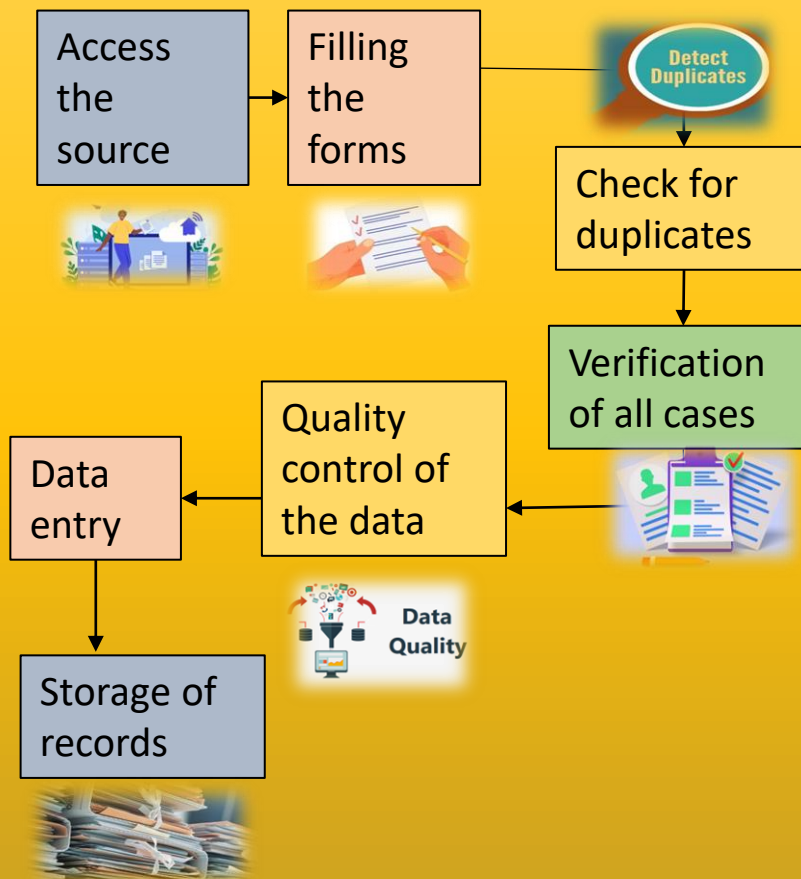 Access
the
source
Filling
the
forms
Detect
Duplicates
Check for
duplicates
Verification
of all cases
Quality
control of
the data
Data
entry
Data
Quality
Storage of
records